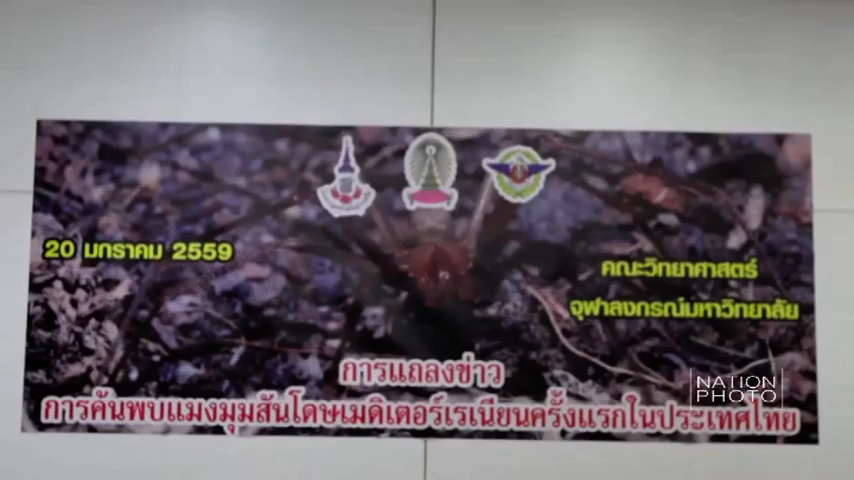 20 มกราคม 2559
คณะวิทยาศาสตร์
จุฬาลงกรณ์มหาวิทยาลัย
การแถลงข่าว
การค้นพบแมงมุมสันโดษเมดิเตอร์เรเนียนครั้งแรกในประเทศไทย
NATION
PHOTO